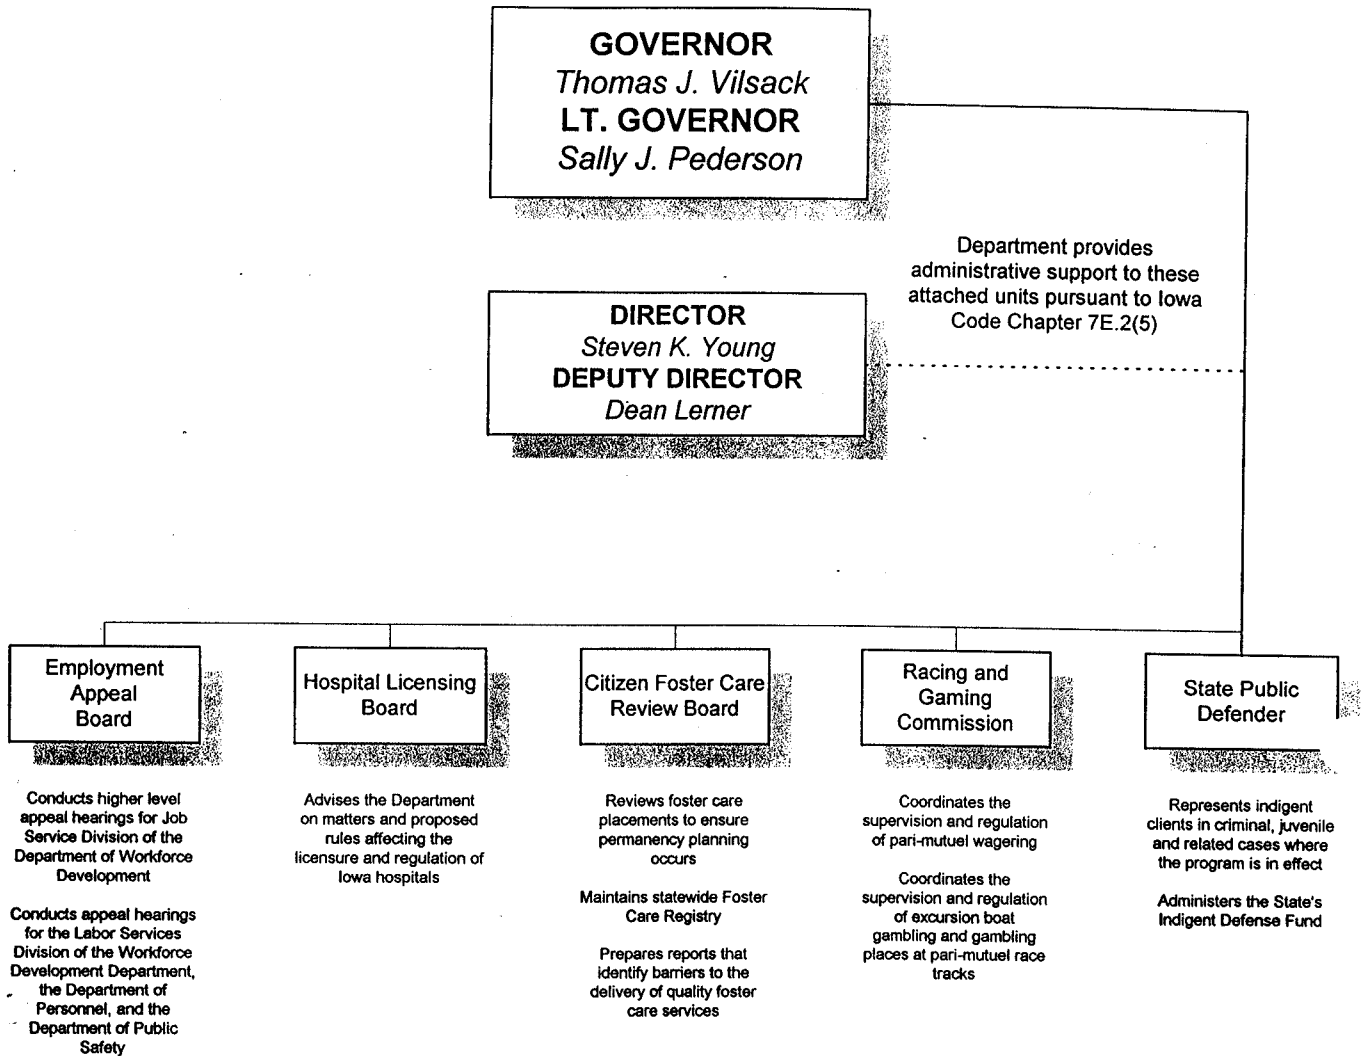 GOVERNOR
Thomas J. Vilsack
LT. GOVERNOR
Sally J. Pederson
Department provides
administrative support to these
attached units pursuant to Iowa
Code Chapter 7E.2(5)
DIRECTOR
Steven K. Young
DEPUTY DIRECTOR
Dean Lerner
Employment
Appeal
Board
Hospital Licensing
Board
Citizen Foster Care
Review Board
Racing and
Gaming
Commission
State Public
Defender
Conducts higher level
appeal hearings for Job
Service Division of the
Department of Workforce
Development
Conducts appeal hearings
for the Labor Services
Division of the Workforce
Development Department,
the Department of
Personnel, and the
Department of Public
Safety
Advises the Department
on matters and proposed
rules affecting the
licensure and regulation of
Iowa hospitals
Reviews foster care
placements to ensure
permanency planning
occurs
Maintains statewide Foster
Care Registry
Prepares reports that
identify barriers to the
delivery of quality foster
care services
Coordinates the
supervision and regulation
of pari-mutuel wagering
Coordinates the
supervision and regulation
of excursion boat
gambling and gambling
places at pari-mutuel race
tracks
Represents indigent
clients in criminal, juvenile
and related cases where
the program is in effect
Administers the State's
Indigent Defense Fund